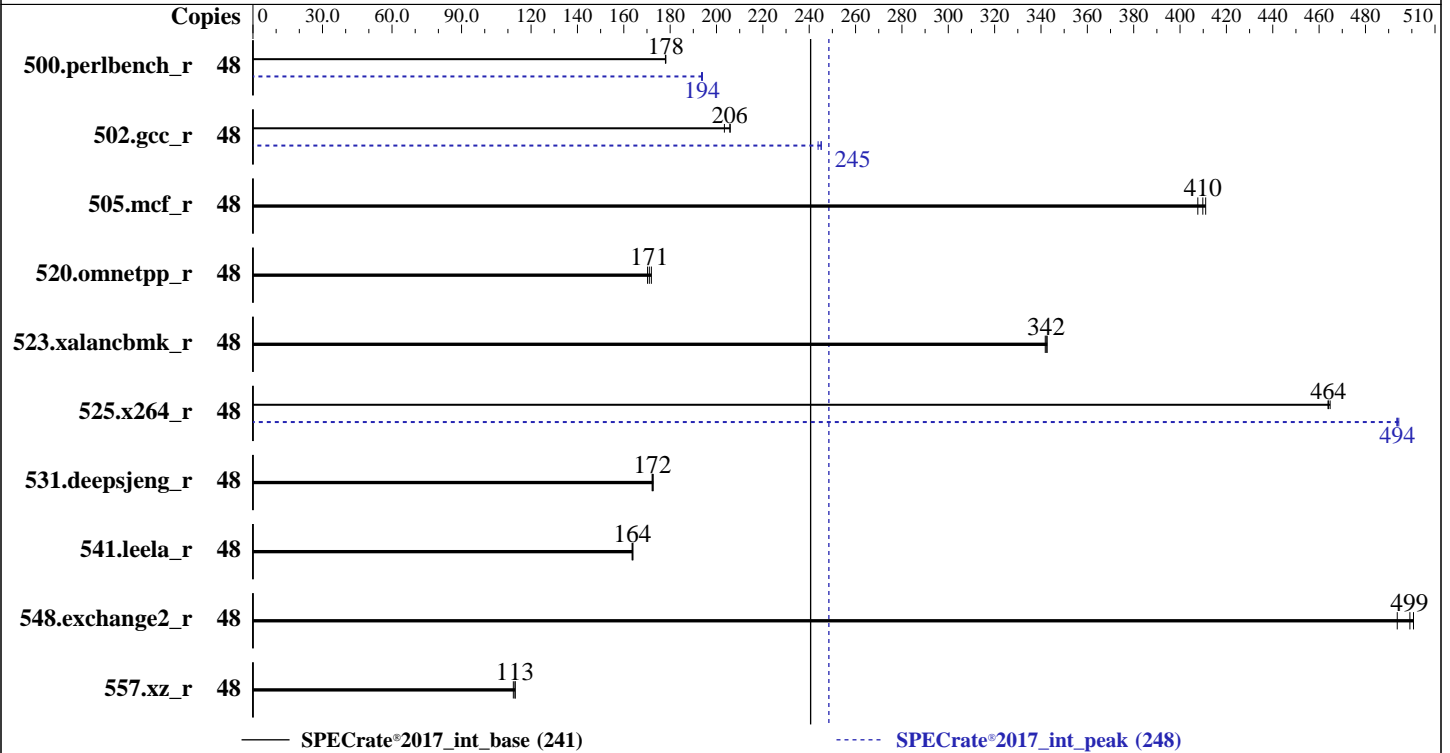 Copies 0 30.0 60.0 90.0 120 140 160 180 200 220 240 260 280 300 320 340 360 380 400 420 440 460 480 510
500.perlbench_r 48 178
194
502.gcc_r 48 206
245
505.mcf_r 48 410
520.omnetpp_r 48 171
523.xalancbmk_r 48 342
525.x264_r 48 464
494
531.deepsjeng_r 48 172
541.leela_r 48 164
548.exchange2_r 48 499
557.xz_r 48 113
SPECrate®2017_int_base (241) SPECrate®2017_int_peak (248)